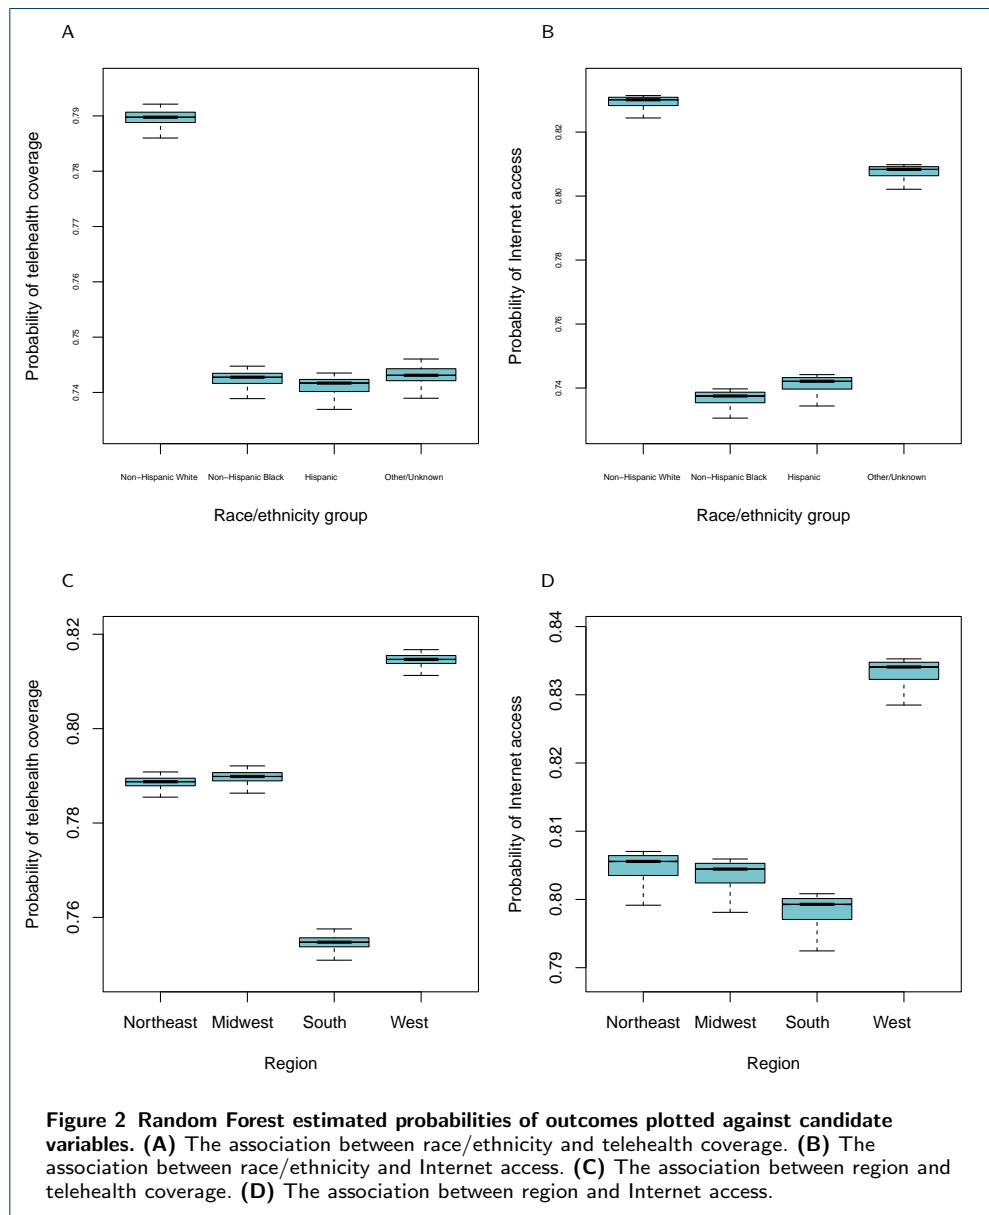 A
Probability of telehealth coverage
0.79
0.78
0.77
0.76
0.75
0.74
Non−Hispanic White Non−Hispanic Black Hispanic Other/Unknown
Race/ethnicity group
B
Probability of Internet access
0.82
0.80
0.78
0.76
0.74
Non−Hispanic White Non−Hispanic Black Hispanic Other/Unknown
Race/ethnicity group
C
Probability of telehealth coverage
0.82
0.80
0.78
0.76
Northeast Midwest South West
Region
D
Probability of Internet access
0.84
0.83
0.82
0.81
0.80
0.79
Northeast Midwest South West
Region
Figure 2 Random Forest estimated probabilities of outcomes plotted against candidate
variables. (A) The association between race/ethnicity and telehealth coverage. (B) The
association between race/ethnicity and Internet access. (C) The association between region and
telehealth coverage. (D) The association between region and Internet access.